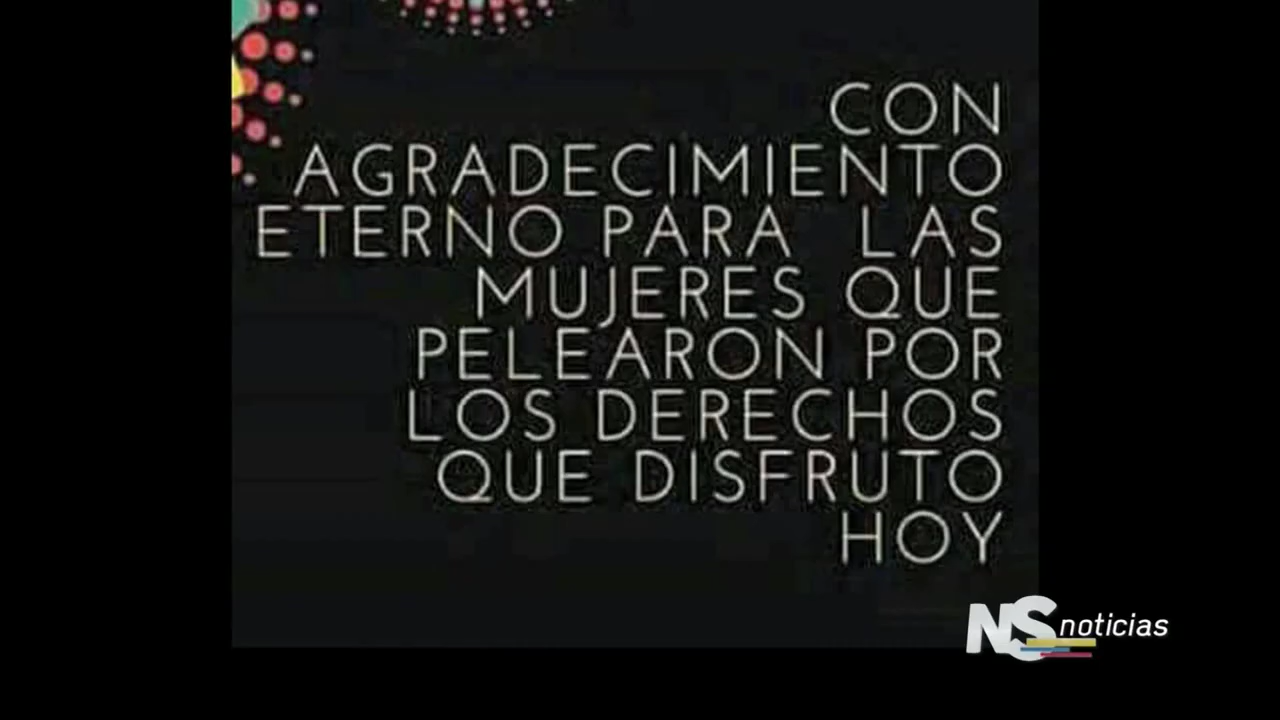 CON
AGRADECIMIENTO
ETERNO PARA LAS
MUJERES QUE
PELEARON POR
LOS DERECHOS
QUE DISFRUTO
HOY
NS noticias